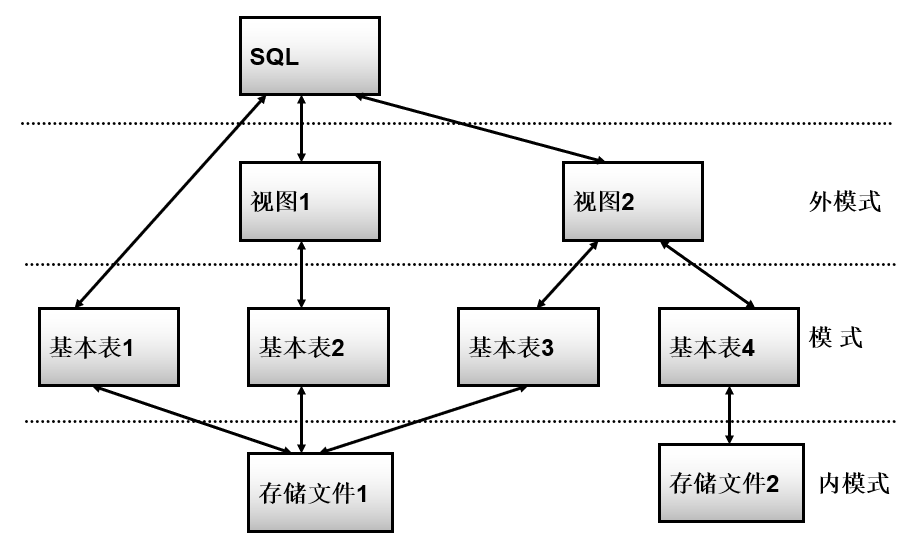 SQL
视图1
视图2
外模式
基本表1
基本表2
基本表3
基本表4
模 式
存储文件1
存储文件2
内模式